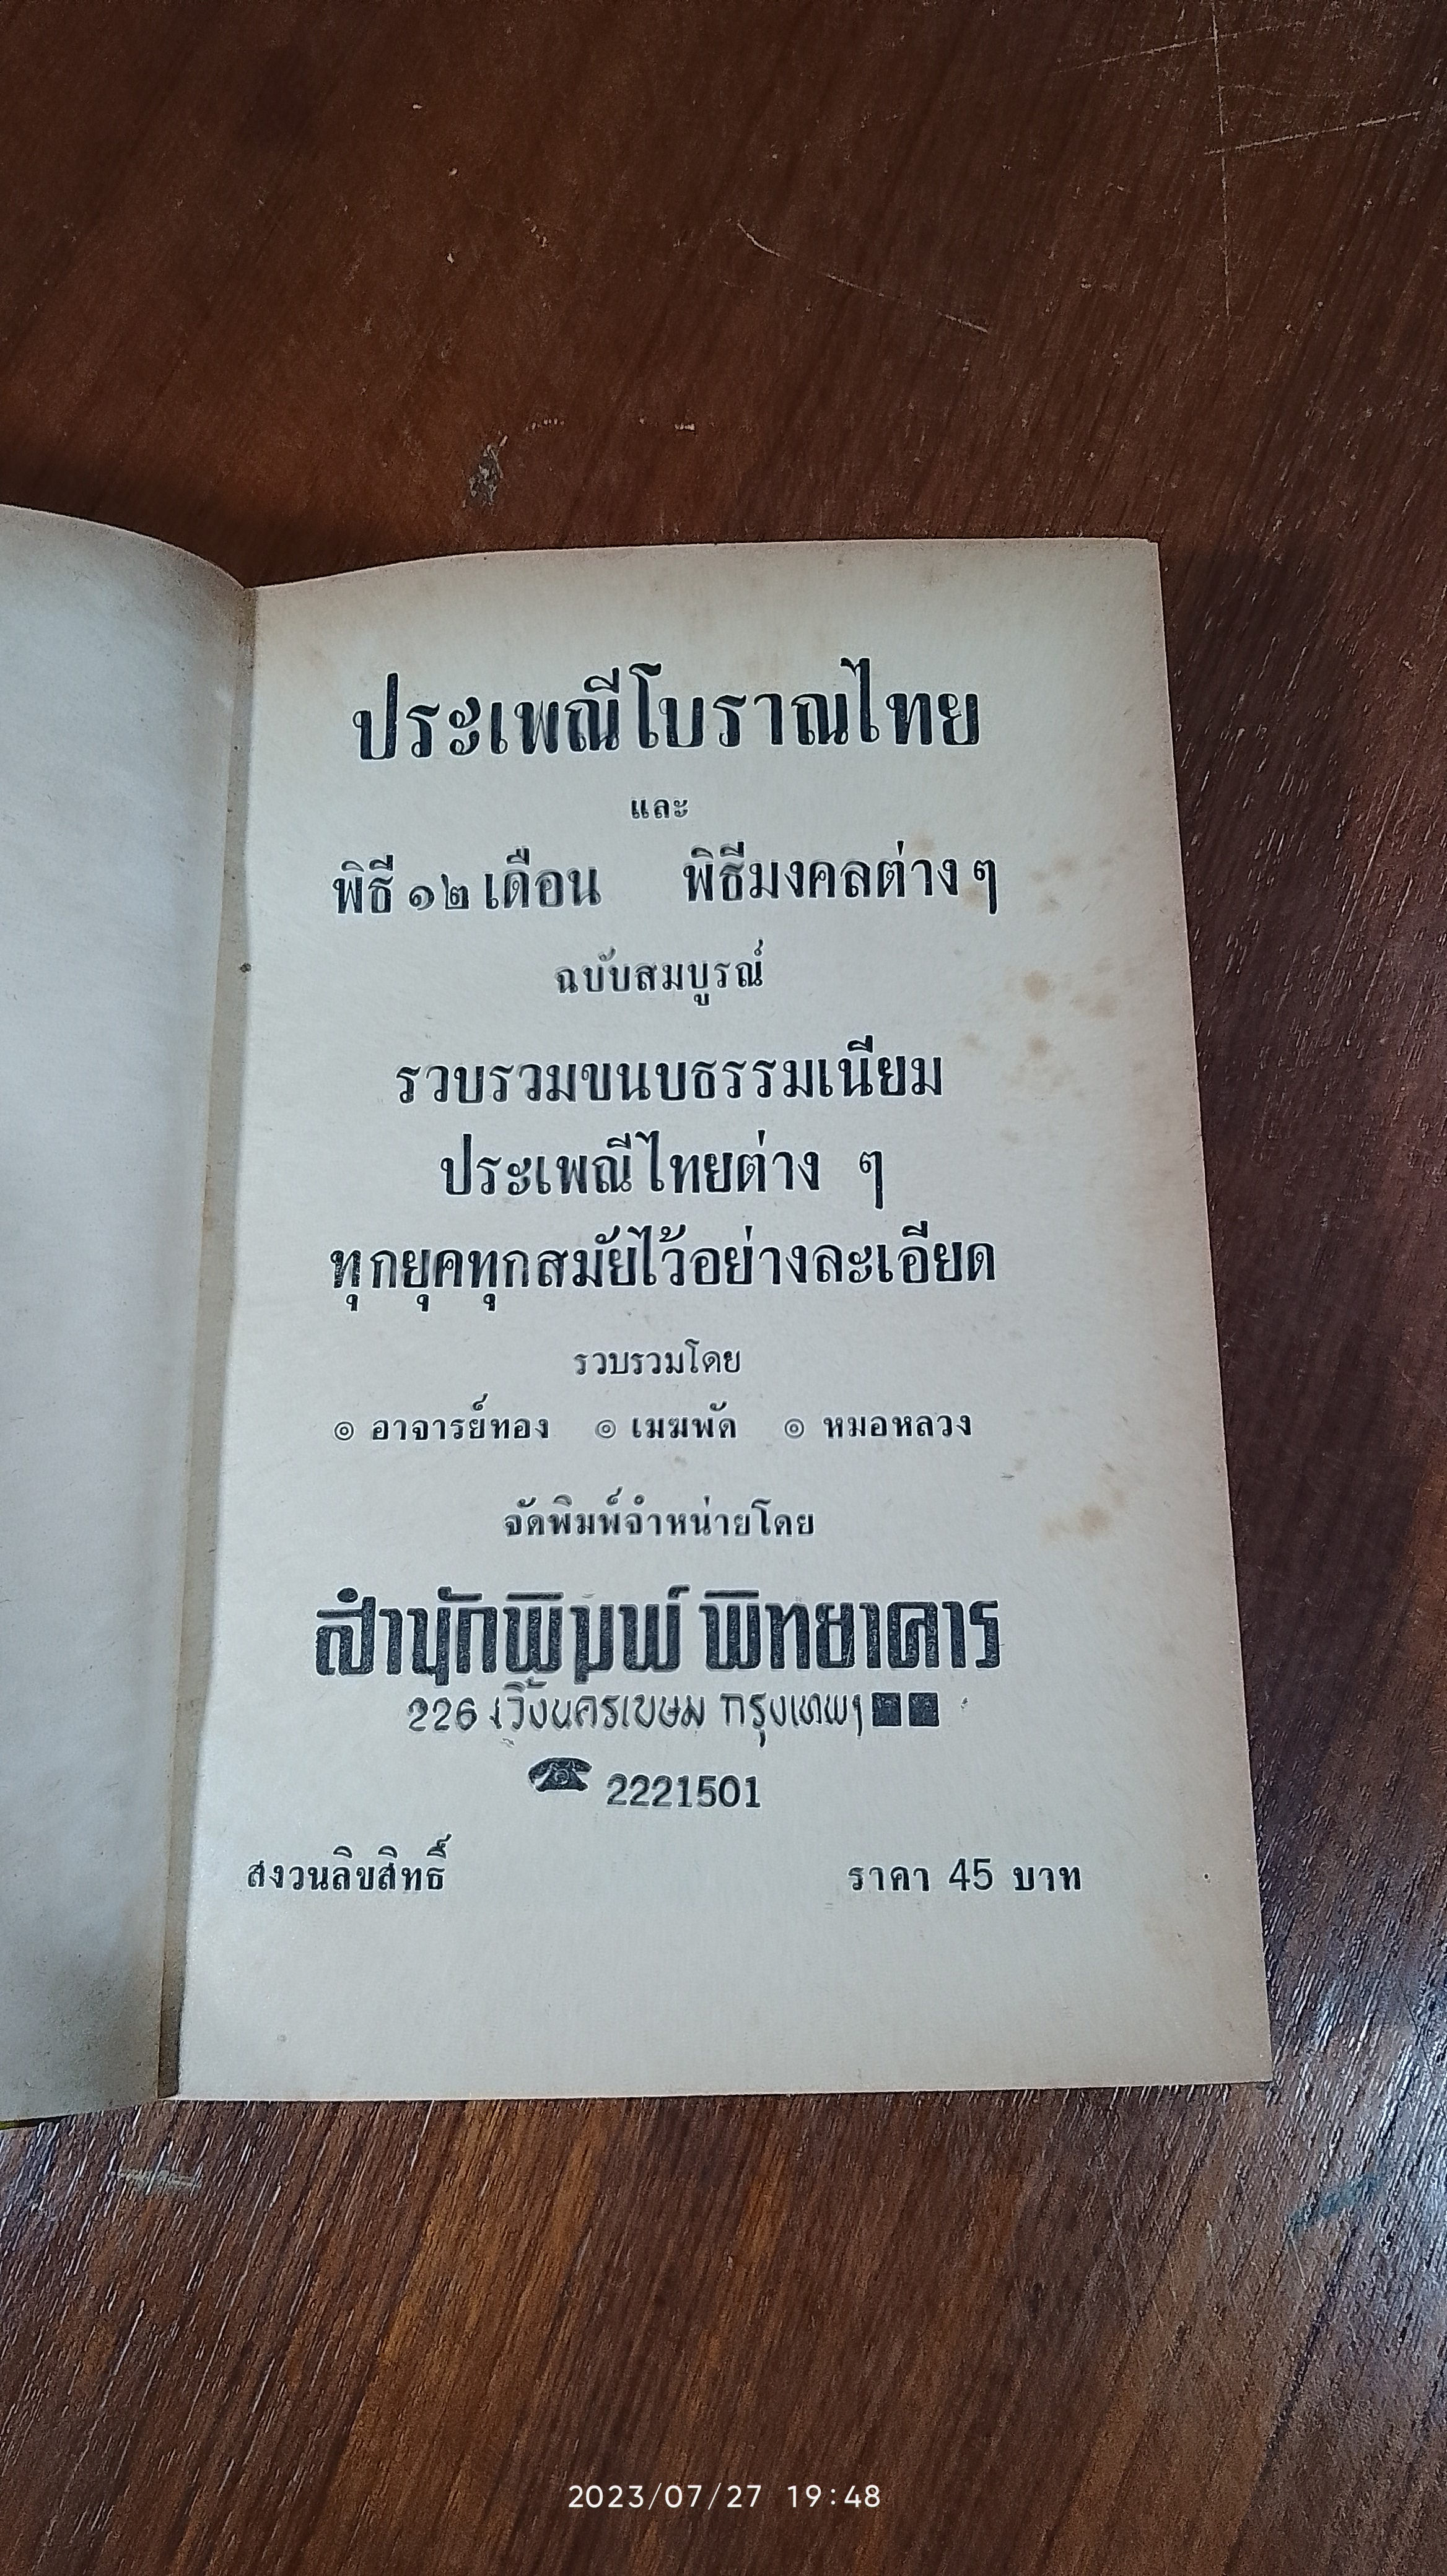 ประเพณีโบราณไทย
และ
พิธี ๑๒ เดือน พิธีมงคลต่าง ๆ
ฉบับสมบูรณ์
รวบรวมขนบธรรมเนียม
ประเพณีไทยต่าง ๆ
ทุกยุคทุกสมัยไว้อย่างละเอียด
รวบรวมโดย
๏ อาจารย์ทอง ๏ เมฆพัด ๏ หมอหลวง
จัดพิมพ์จำหน่ายโดย
สำนักพิมพ์ พิทยาคาร
226 เวิ้งนครเขษม กรุงเทพฯ
2221501
สงวนลิขสิทธิ์ ราคา 45 บาท
2023/07/27 19:48